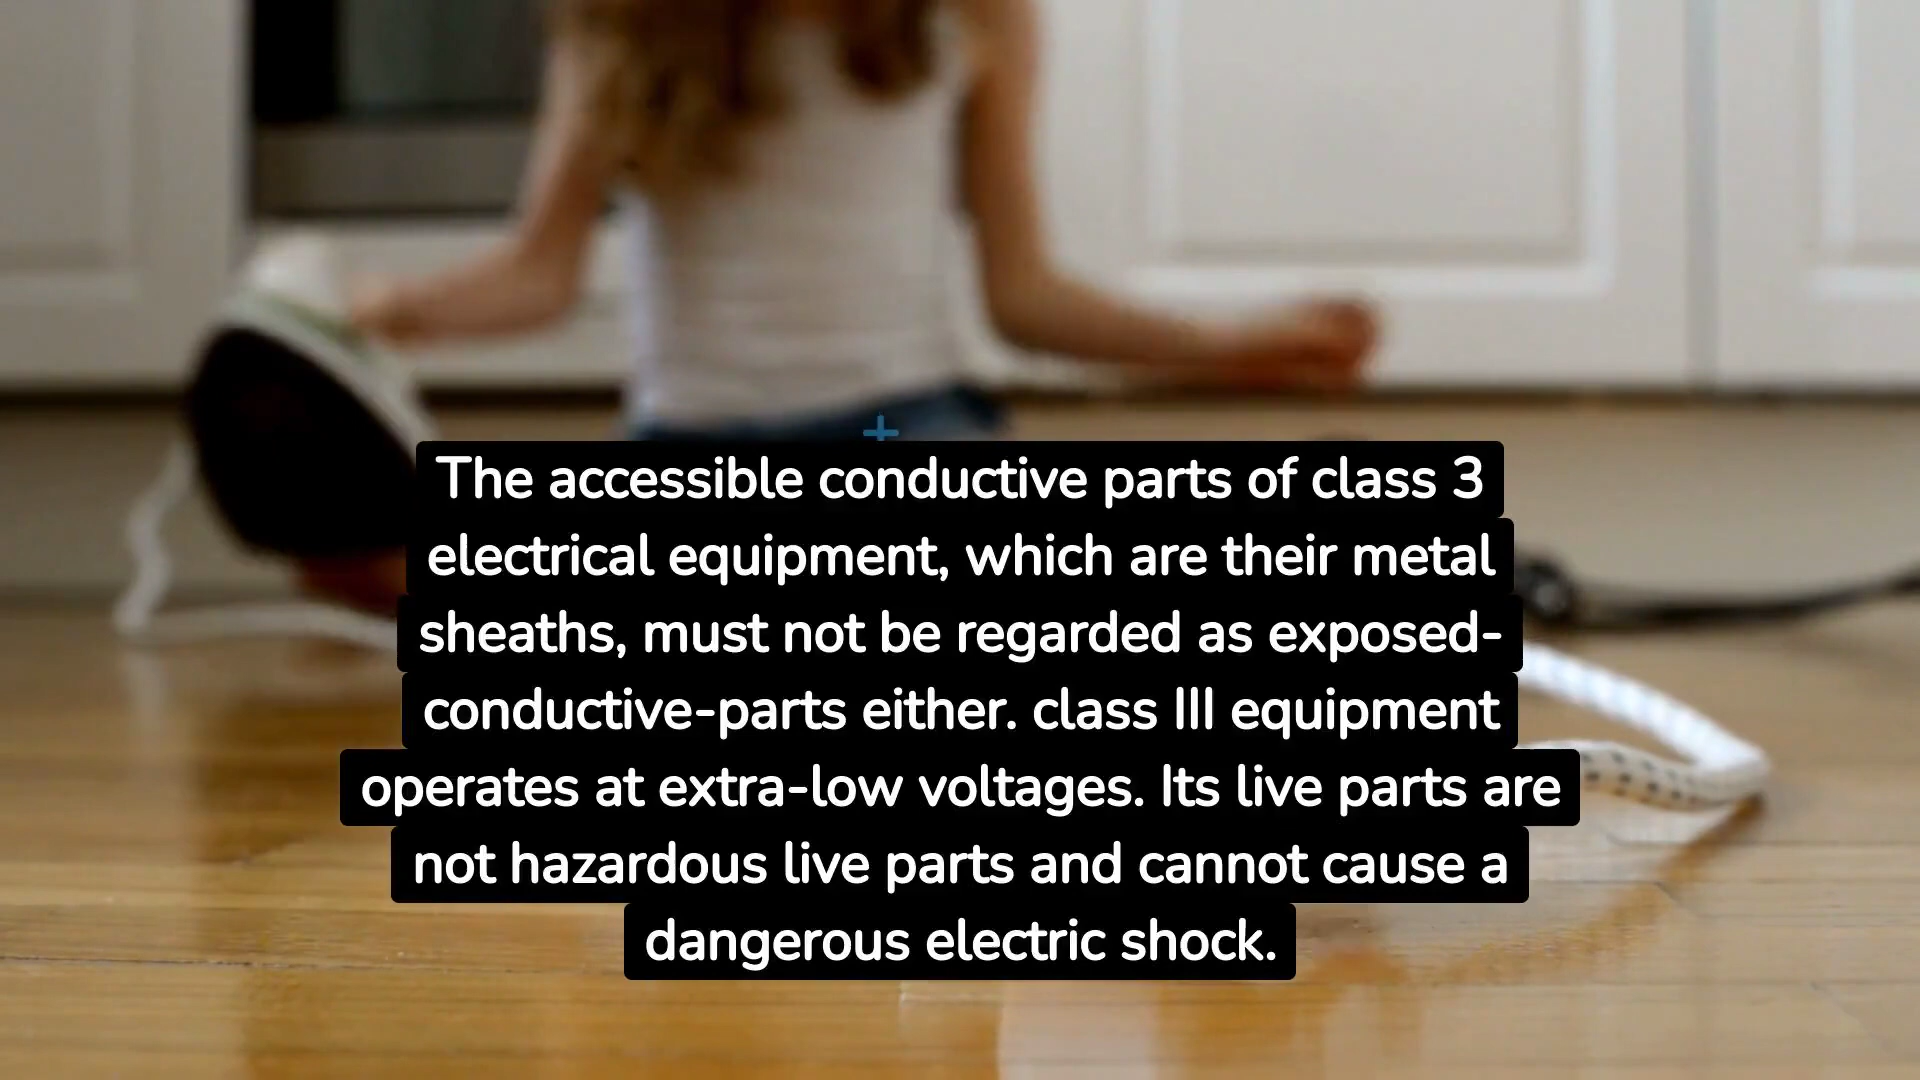 The accessible conductive parts of class 3
electrical equipment, which are their metal
sheaths, must not be regarded as exposed-
conductive-parts either. class III equipment
operates at extra-low voltages. Its live parts are
not hazardous live parts and cannot cause a
dangerous electric shock.